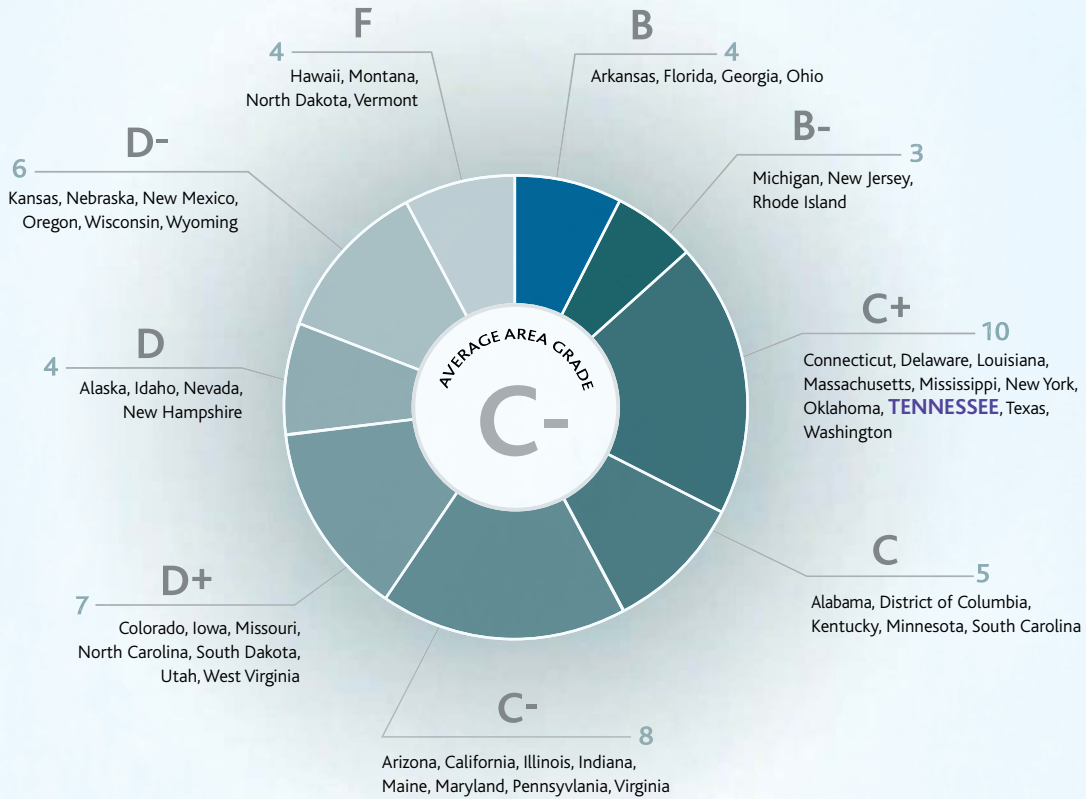 F
4
Hawaii, Montana,
North Dakota, Vermont
B
4
Arkansas, Florida, Georgia, Ohio
B-
3
Michigan, New Jersey,
Rhode Island
D-
6
Kansas, Nebraska, New Mexico,
Oregon, Wisconsin, Wyoming
C+
10
Connecticut, Delaware, Louisiana,
Massachusetts, Mississippi, New York,
Oklahoma, TENNESSEE, Texas,
Washington
D
4
Alaska, Idaho, Nevada,
New Hampshire
AVERAGE AREA GRADE
C-
C
5
Alabama, District of Columbia,
Kentucky, Minnesota, South Carolina
D+
7
Colorado, Iowa, Missouri,
North Carolina, South Dakota,
Utah, West Virginia
C-
8
Arizona, California, Illinois, Indiana,
Maine, Maryland, Pennsyvlania, Virginia